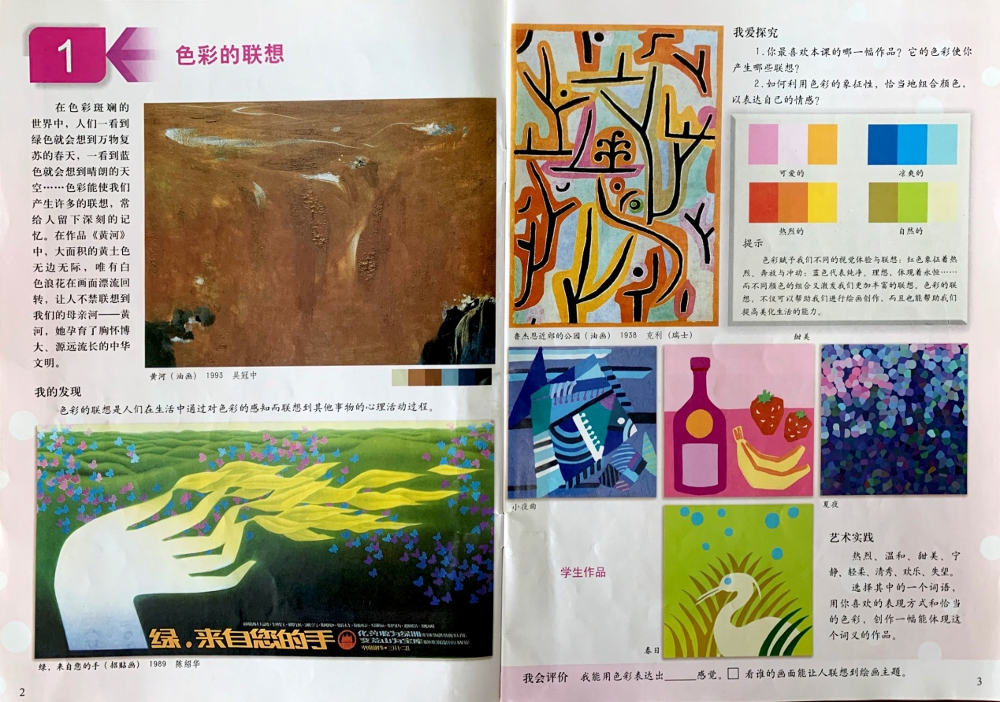 1
色彩的联想
在色彩斑斓的
世界中，人们一看到
绿色就会想到万物复
苏的春天，一看到蓝
色就会想到晴朗的天
空……色彩能使我们
产生许多的联想，常
给人留下深刻的记
忆。在作品《黄河》
中，大面积的黄土色
无边无际，唯有白
色浪花在画面漂流回
转，让人不禁联想到
我们的母亲河——黄
河，她孕育了胸怀博
大、源远流长的中华
文明。
黄河（油画） 1993 吴冠中
我的发现
色彩的联想是人们在生活中通过对色彩的感知而联想到其他事物的心理活动过程。
绿，来自您的手
化荒滩为绿洲
变荒山为宝库
中国植树节·三月十二日
绿，来自您的手（招贴画） 1989 陈绍华
2
鲁杰恩近郊的公园（油画） 1938 克利（瑞士）
我爱探究
1.你最喜欢本课的哪一幅作品？它的色彩使你
产生哪些联想？
2.如何利用色彩的象征性，恰当地组合颜色，
以表达自己的情感？
可爱的
凉爽的
热烈的
自然的
提示
色彩赋予我们不同的视觉体验与联想：红色象征着热
烈、奔放与冲动；蓝色代表纯净、理想，体现着永恒……
而不同颜色的组合又激发我们更加丰富的联想。色彩的联
想，不仅可以帮助我们进行绘画创作，而且也能帮助我们
提高美化生活的能力。
甜美
小夜曲
夏夜
学生作品
春日
艺术实践
热烈、温和、甜美、宁
静、轻柔、清秀、欢乐、失望。
选择其中的一个词语，
用你喜欢的表现方式和恰当
的色彩，创作一幅能体现这
个词义的作品。
我会评价 我能用色彩表达出______感觉。□ 看谁的画面能让人联想到绘画主题。
3